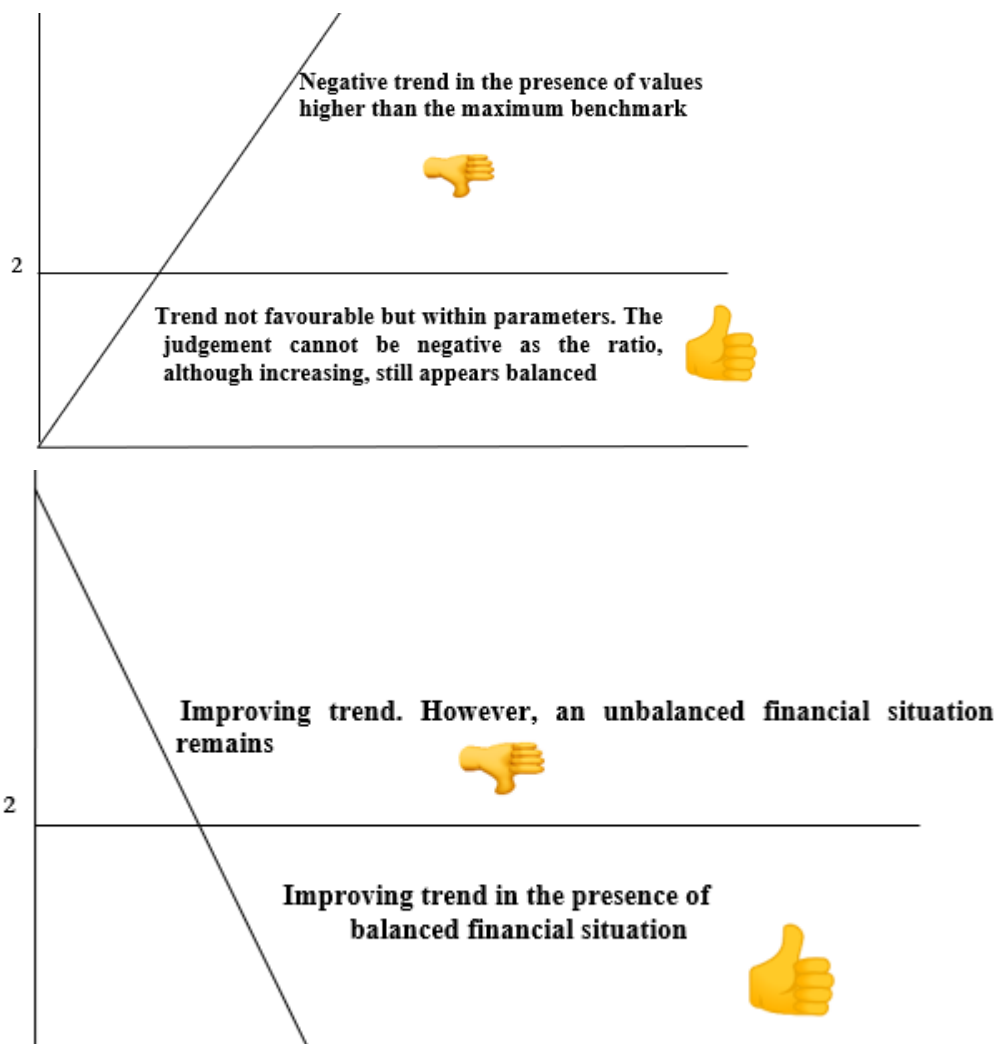 Negative trend in the presence of values
higher than the maximum benchmark
2
Trend not favourable but within parameters. The
judgement cannot be negative as the ratio,
although increasing, still appears balanced
Improving trend. However, an unbalanced financial situation
remains
2
Improving trend in the presence of
balanced financial situation